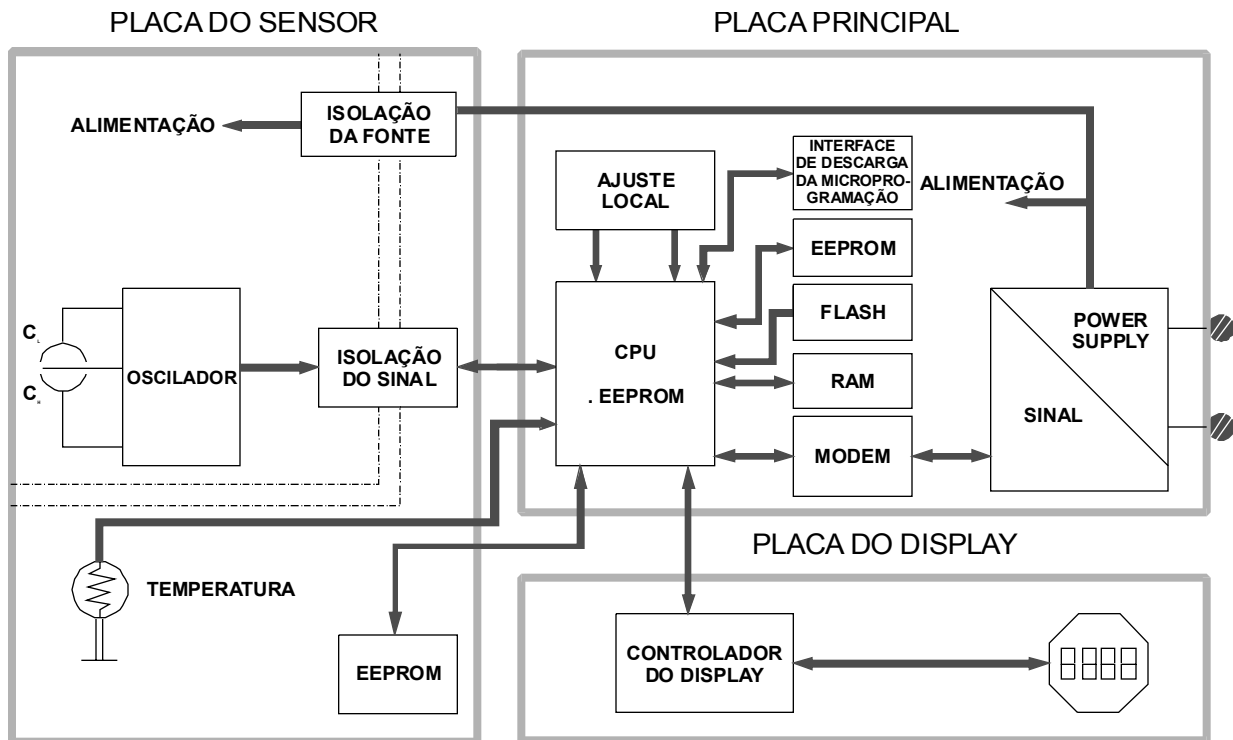 PLACA DO SENSOR
PLACA PRINCIPAL
ALIMENTAÇÃO
ISOLAÇÃO
DA FONTE
AJUSTE
LOCAL
INTERFACE
DE DESCARGA
DA MICROPRO-
GRAMAÇÃO
ALIMENTAÇÃO
EEPROM
FLASH
RAM
MODEM
CPU
. EEPROM
POWER
SUPPLY
SINAL
C L
C H
OSCILADOR
ISOLAÇÃO
DO SINAL
TEMPERATURA
EEPROM
PLACA DO DISPLAY
CONTROLADOR
DO DISPLAY
8888